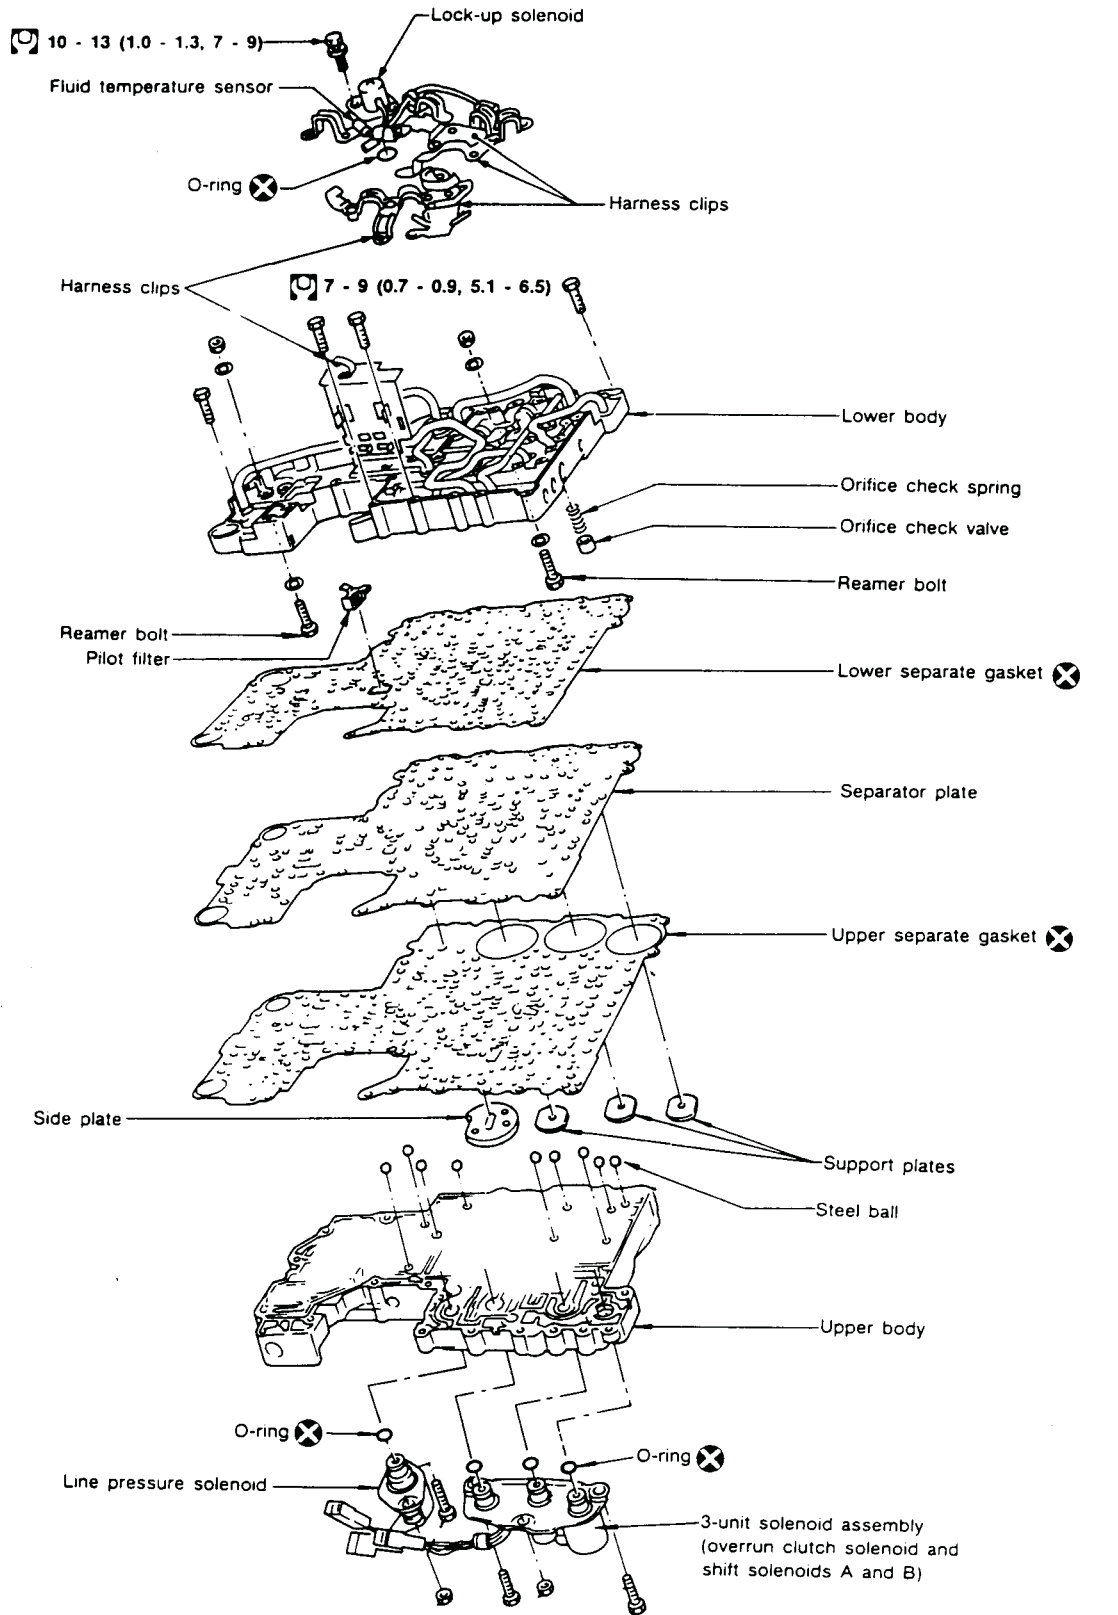 Lock-up solenoid
10 - 13 (1.0 - 1.3, 7 - 9)
Fluid temperature sensor
O-ring
Harness clips
Harness clips
7 - 9 (0.7 - 0.9, 5.1 - 6.5)
Lower body
Orifice check spring
Orifice check valve
Reamer bolt
Reamer bolt
Pilot filter
Lower separate gasket
Separator plate
Upper separate gasket
Side plate
Support plates
Steel ball
Upper body
O-ring
O-ring
Line pressure solenoid
3-unit solenoid assembly
(overrun clutch solenoid and
shift solenoids A and B)